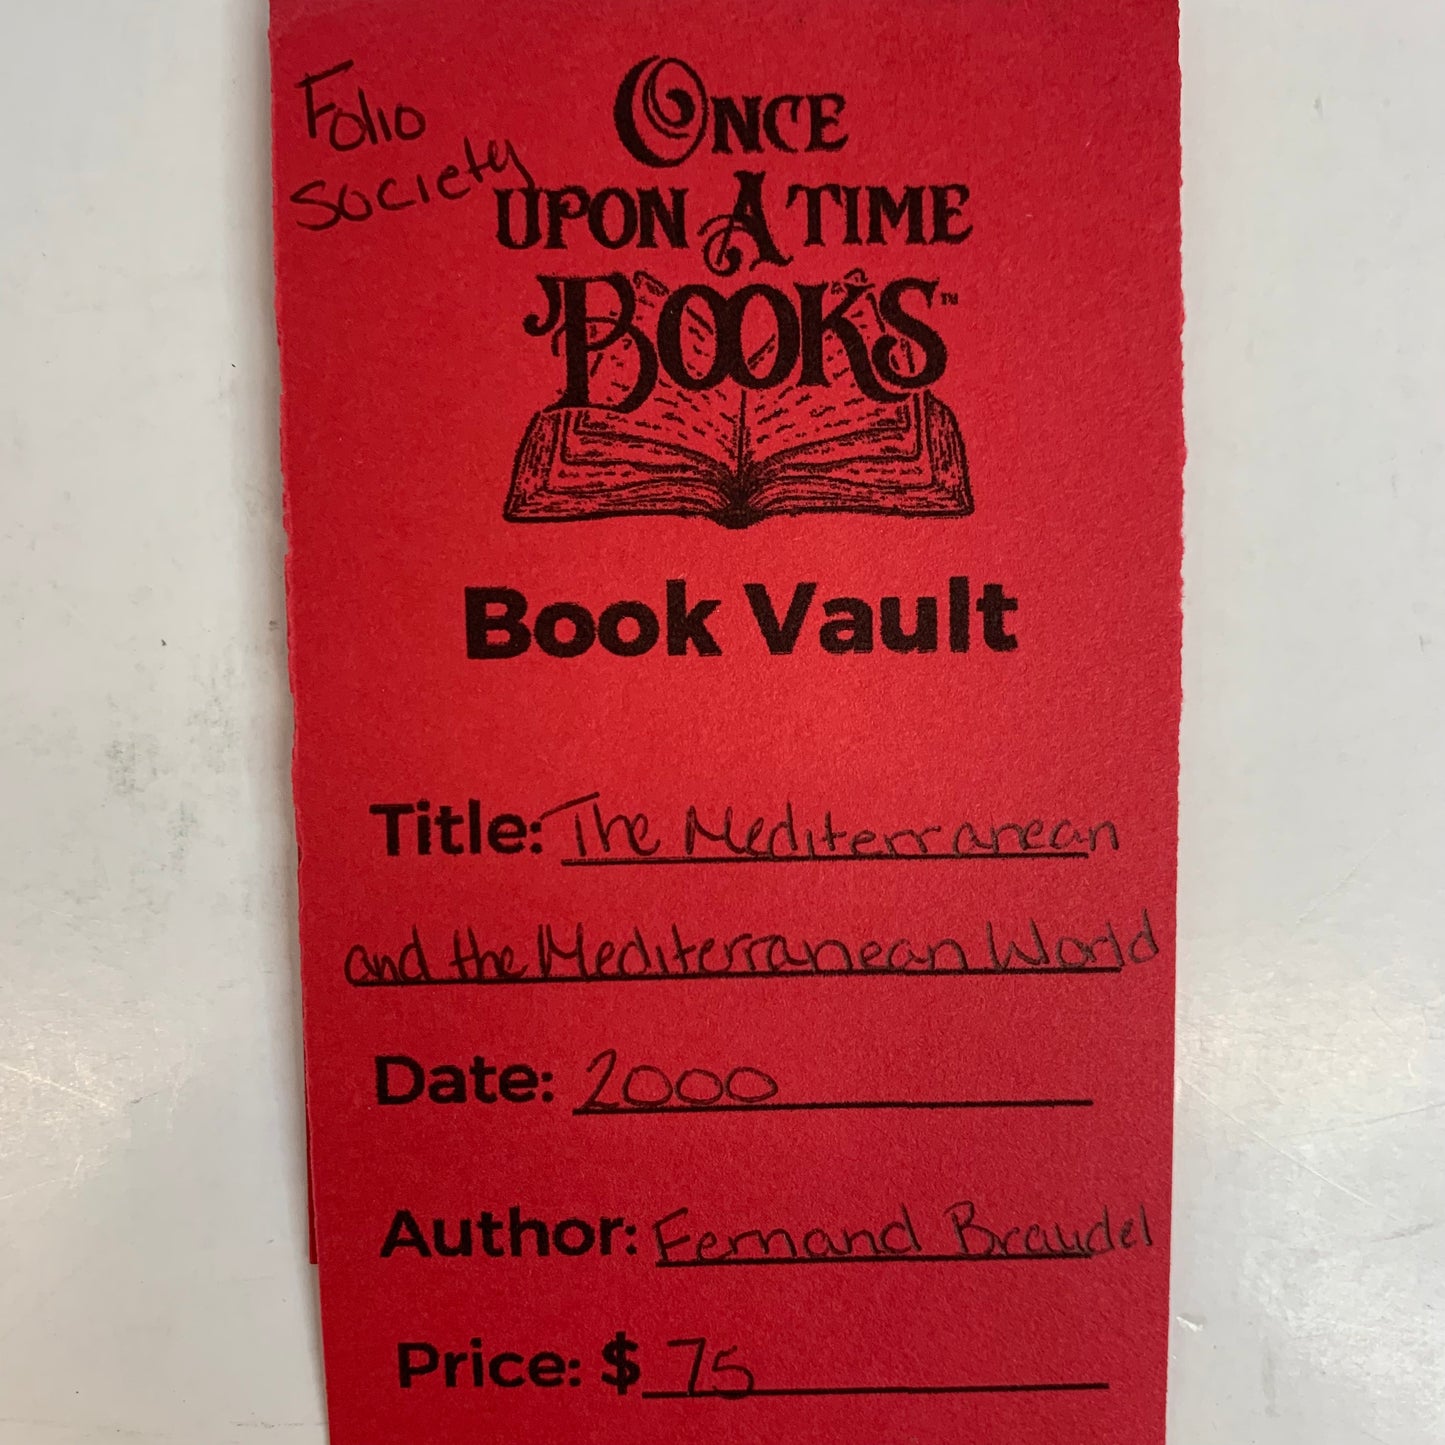 Folio
Society
ONCE
UPON A TIME
BOOKS™
Book Vault
Title: The Mediterranean
and the Mediterranean World
Date: 2000
Author: Fernand Braudel
Price: $ 75